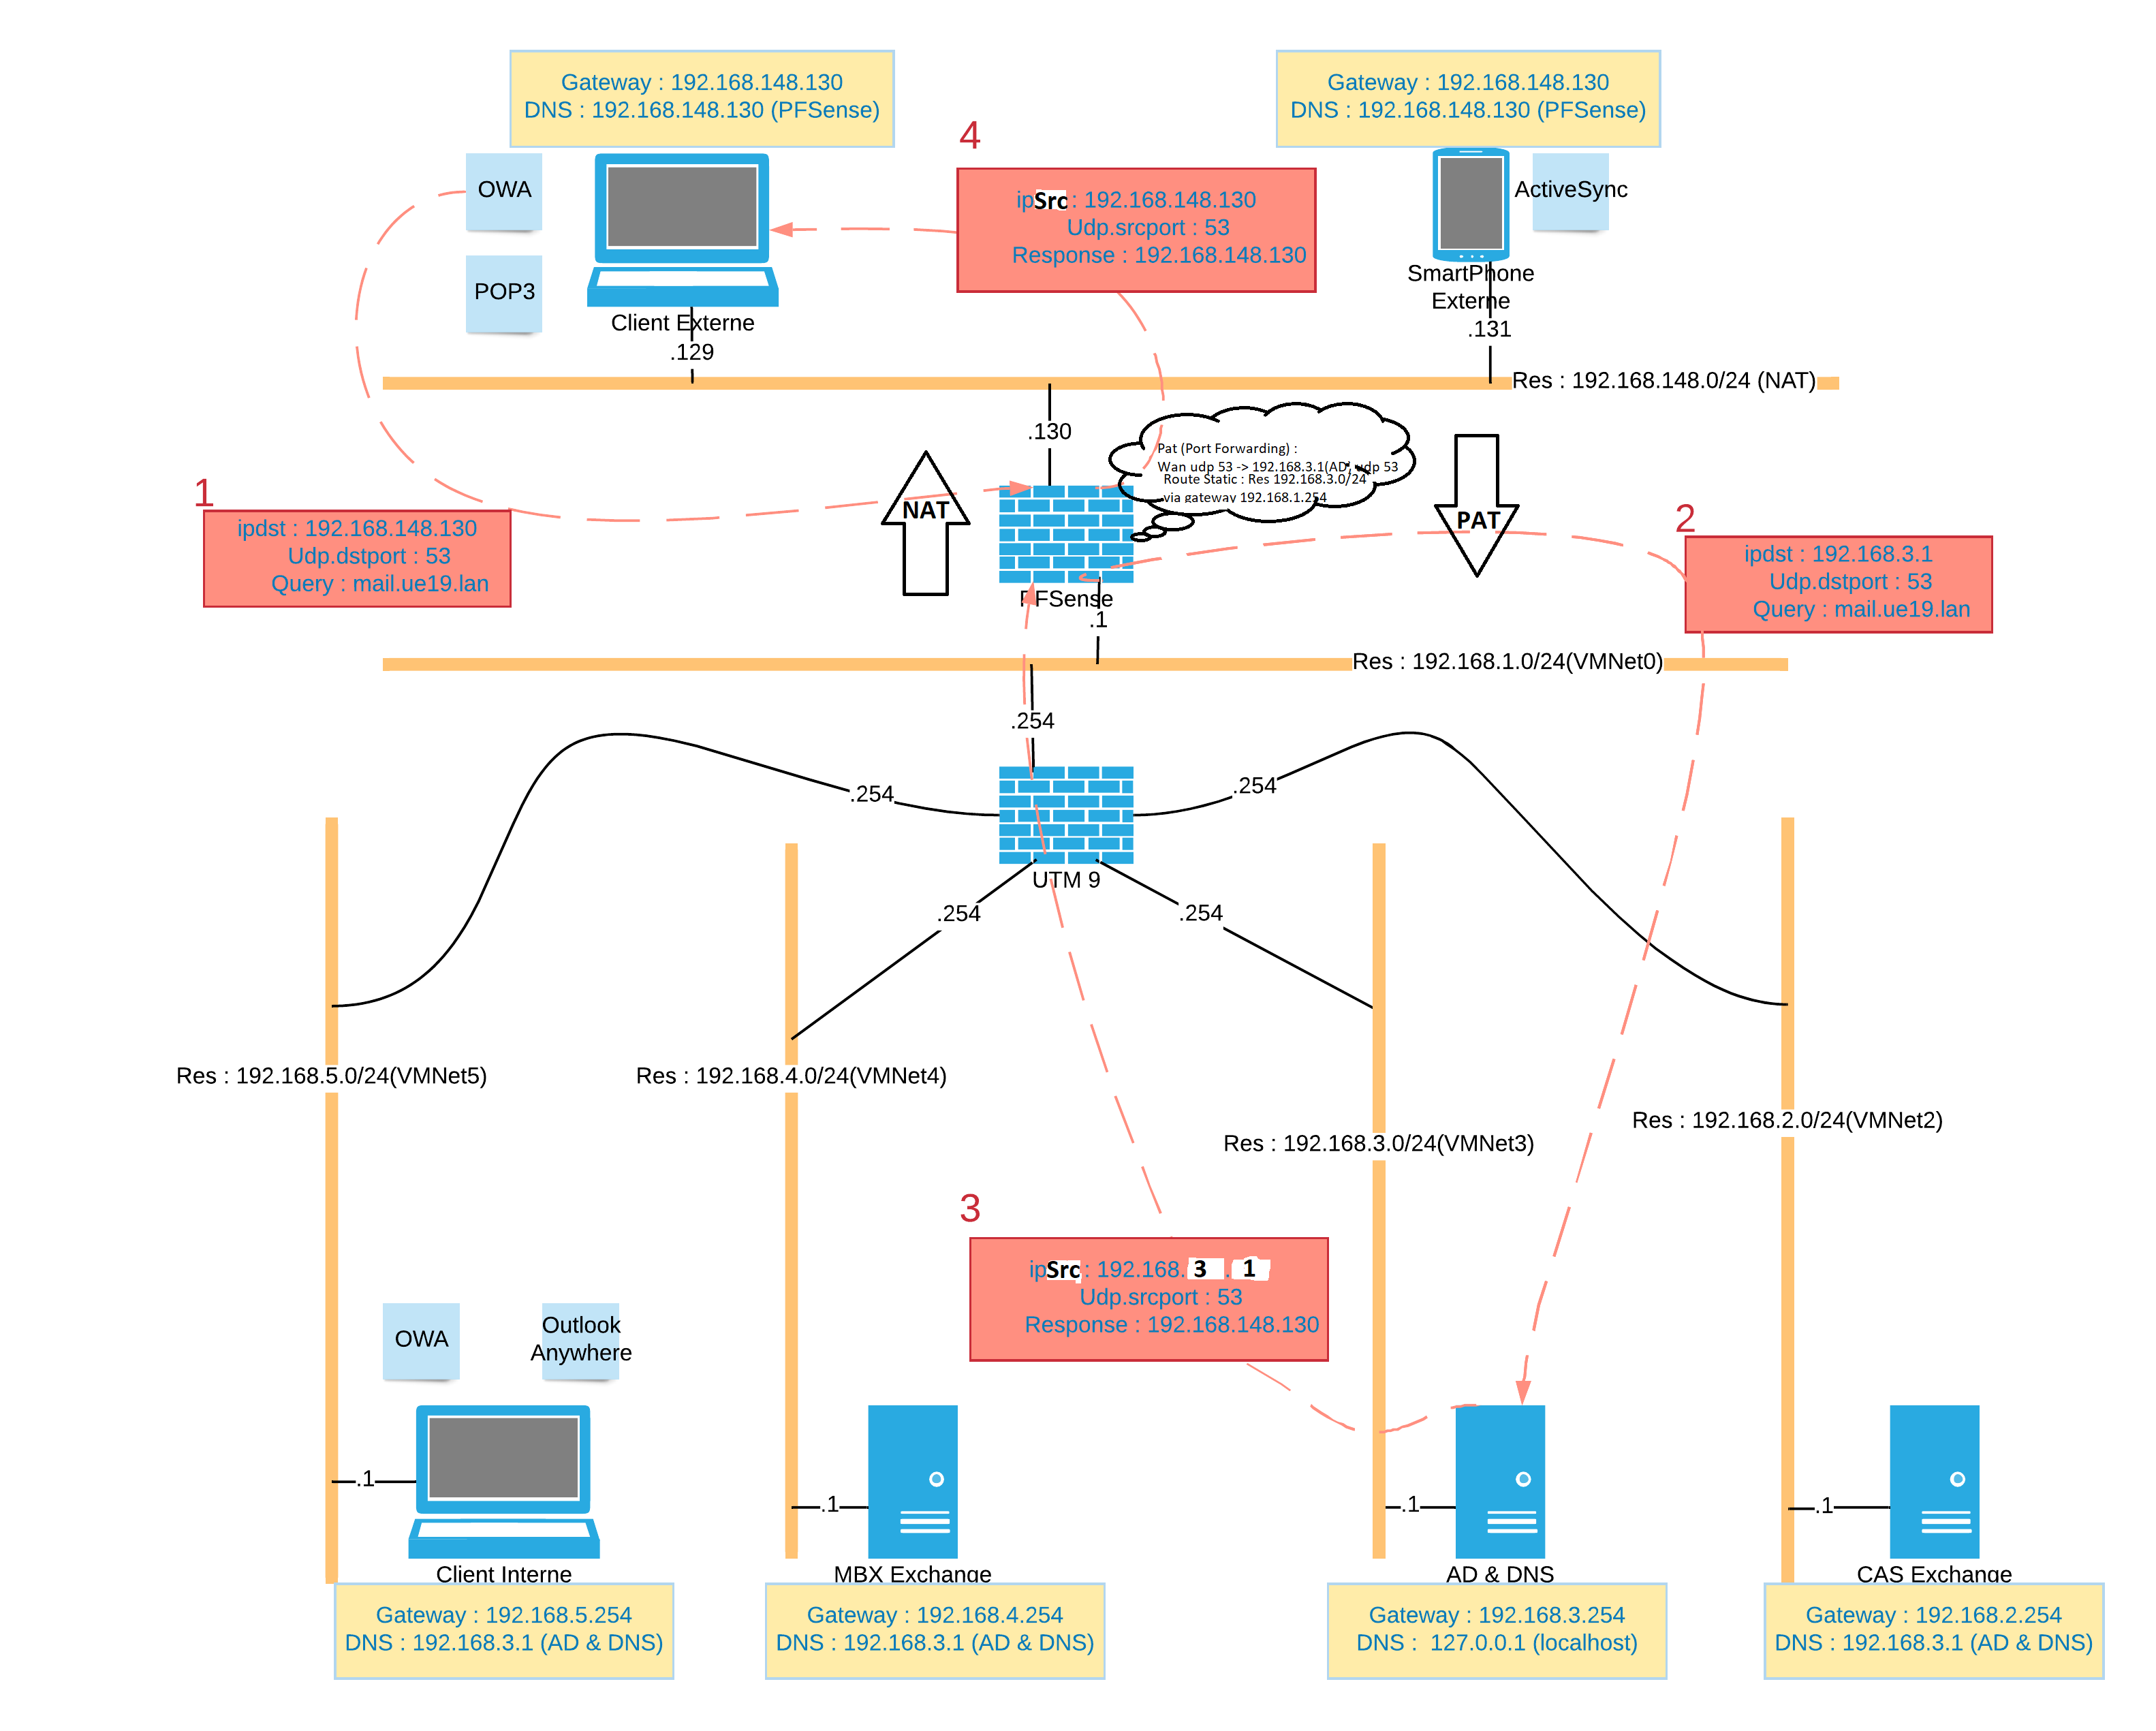 Gateway : 192.168.148.130
DNS : 192.168.148.130 (PFSense)
Gateway : 192.168.148.130
DNS : 192.168.148.130 (PFSense)
4
OWA
ipSrc : 192.168.148.130
Udp.srcport : 53
Response : 192.168.148.130
ActiveSync
POP3
Client Externe
.129
SmartPhone
Externe
.131
Res : 192.168.148.0/24 (NAT)
.130
Pat (Port Forwarding) :
Wan udp 53 -> 192.168.3.1(AD) udp 53
Route Static : Res 192.168.3.0/24
via gateway 192.168.1.254
1
ipdst : 192.168.148.130
Udp.dstport : 53
Query : mail.ue19.lan
NAT
PAT
2
ipdst : 192.168.3.1
Udp.dstport : 53
Query : mail.ue19.lan
PFSense
.1
Res : 192.168.1.0/24(VMNet0)
.254
.254
.254
UTM 9
.254
.254
Res : 192.168.5.0/24(VMNet5)
Res : 192.168.4.0/24(VMNet4)
Res : 192.168.3.0/24(VMNet3)
Res : 192.168.2.0/24(VMNet2)
3
ipSrc : 192.168.3.1
Udp.srcport : 53
Response : 192.168.148.130
OWA
Outlook
Anywhere
.1
.1
.1
.1
Client Interne
MBX Exchange
AD & DNS
CAS Exchange
Gateway : 192.168.5.254
DNS : 192.168.3.1 (AD & DNS)
Gateway : 192.168.4.254
DNS : 192.168.3.1 (AD & DNS)
Gateway : 192.168.3.254
DNS : 127.0.0.1 (localhost)
Gateway : 192.168.2.254
DNS : 192.168.3.1 (AD & DNS)